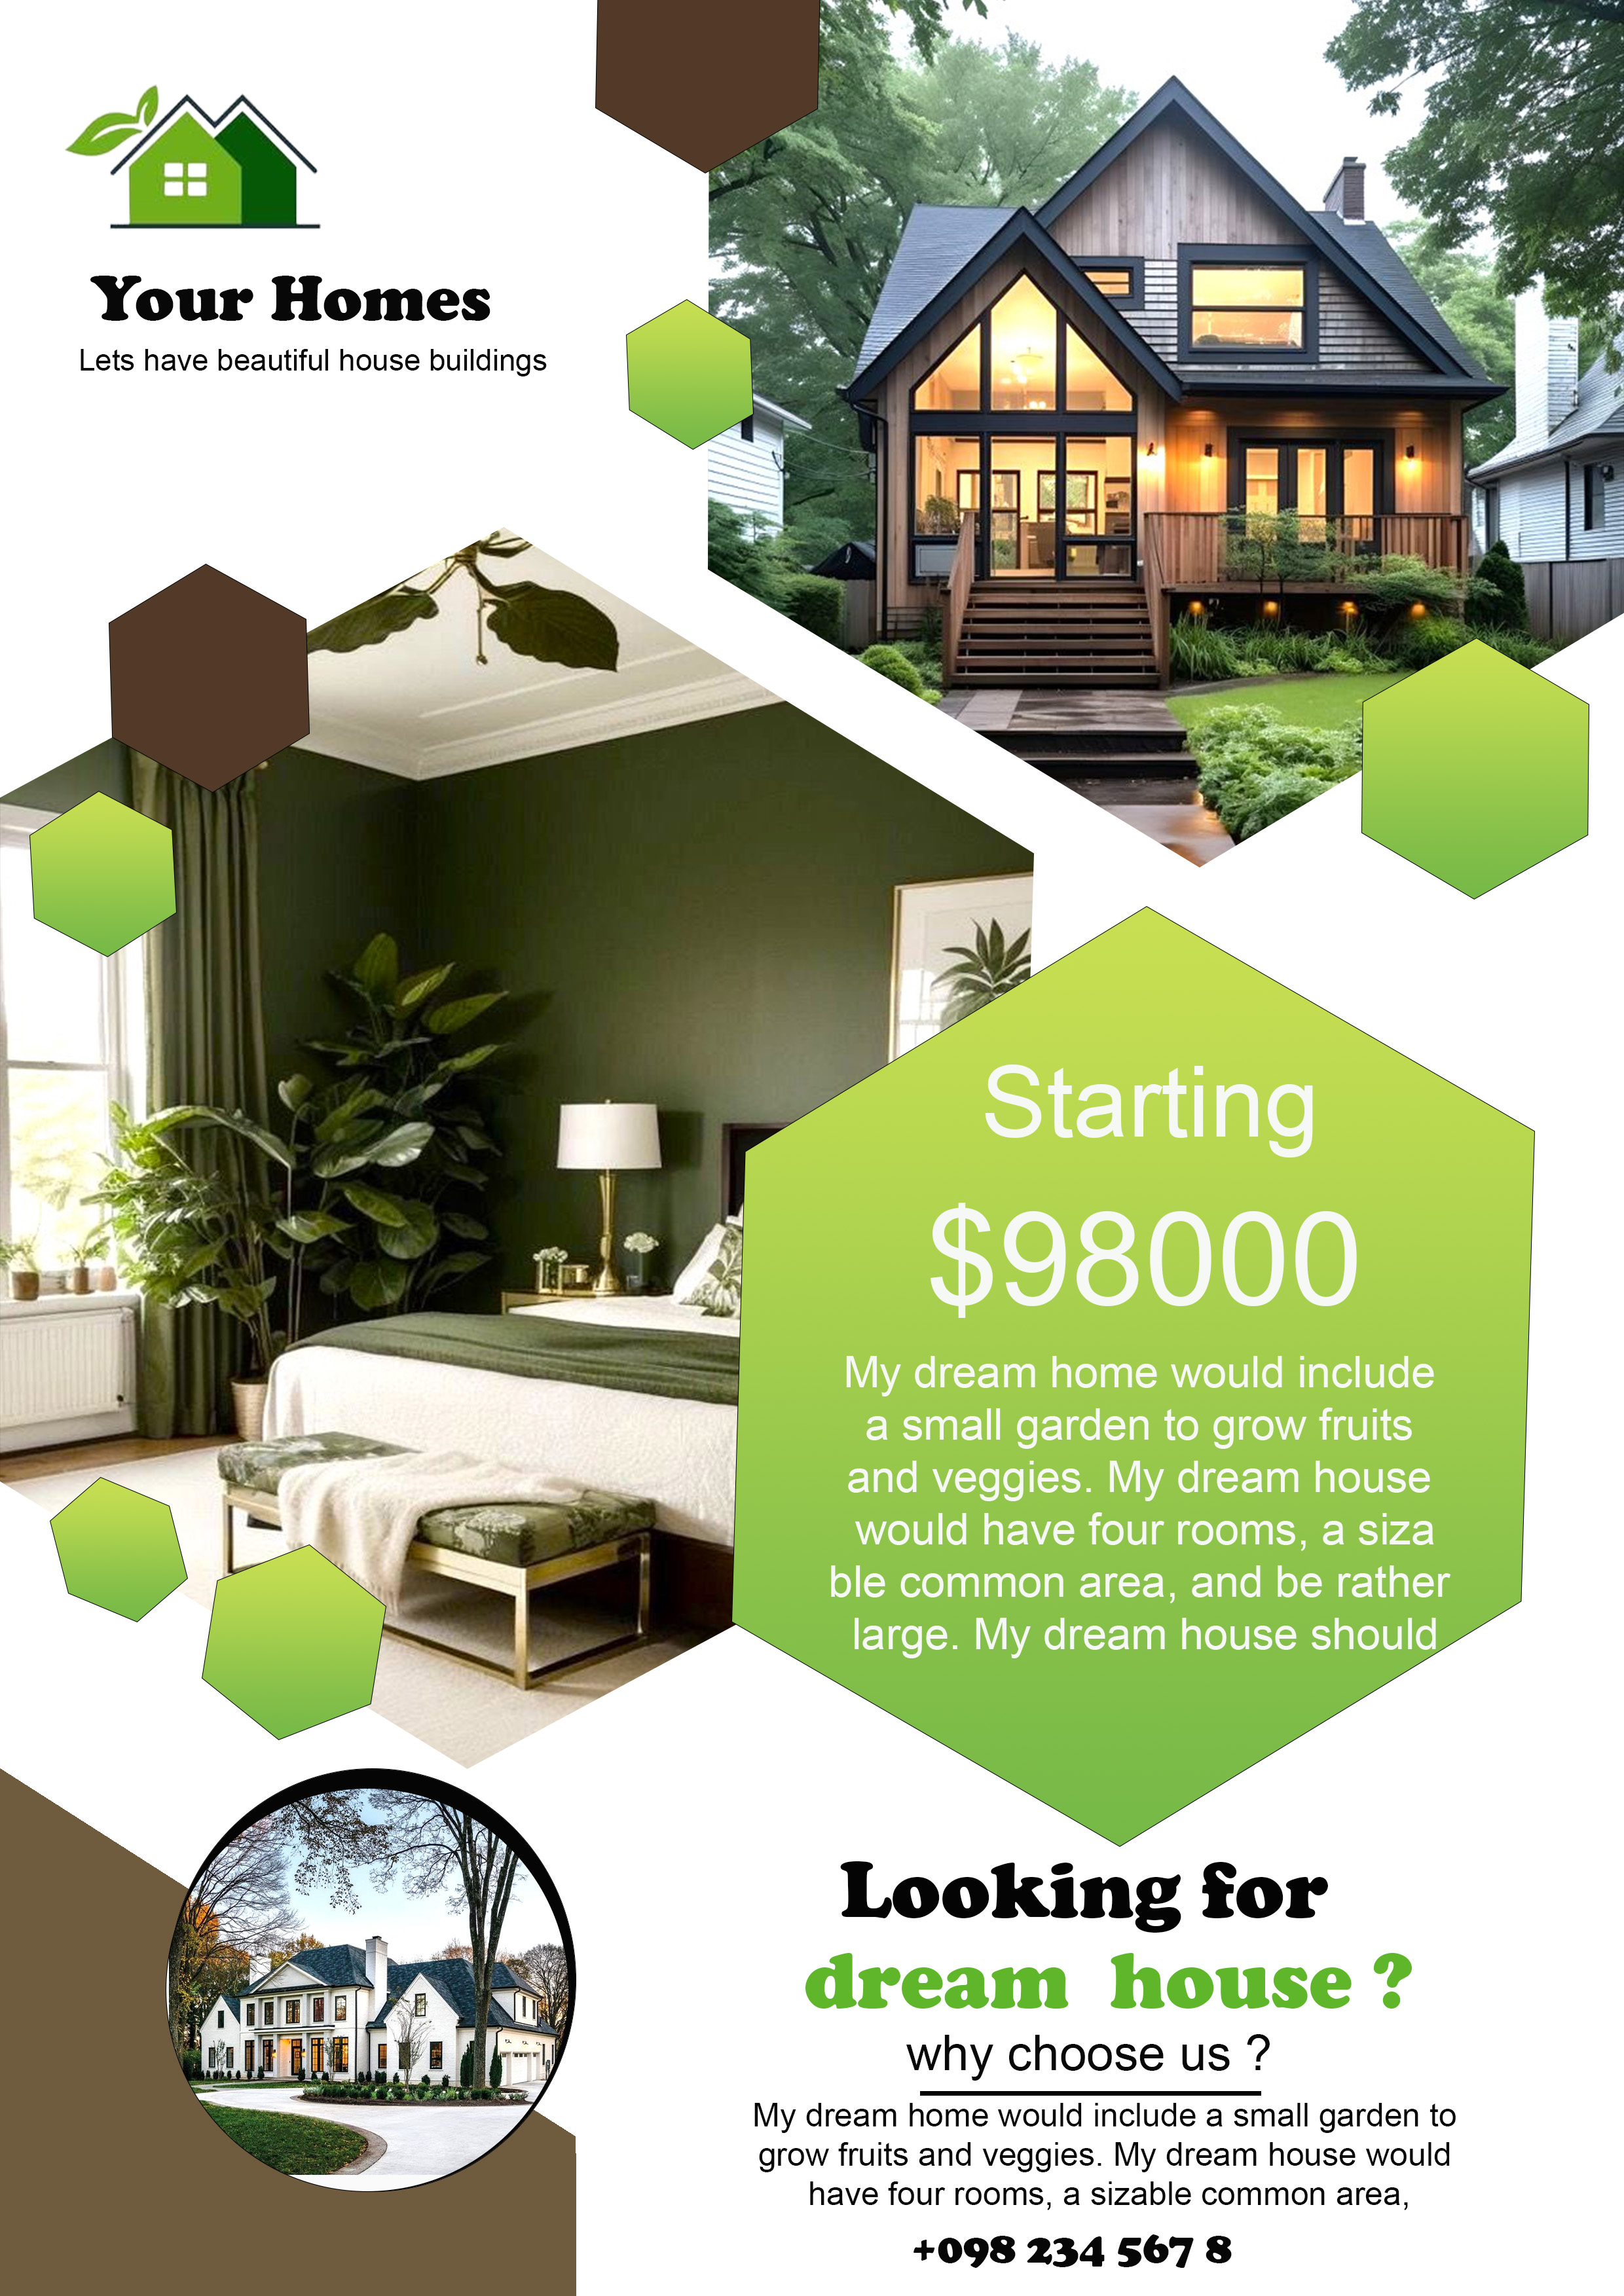 Your Homes
Lets have beautiful house buildings
Starting
$98000
My dream home would include
a small garden to grow fruits
and veggies. My dream house
would have four rooms, a siza
ble common area, and be rather
large. My dream house should
Looking for
dream house ?
why choose us ?
My dream home would include a small garden to
grow fruits and veggies. My dream house would
have four rooms, a sizable common area,
+098 234 567 8